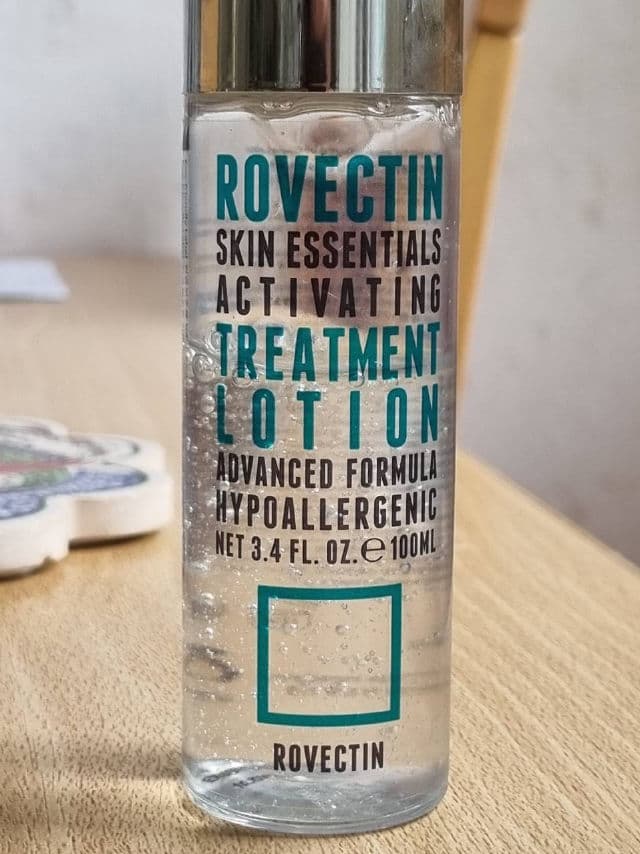 ROVECTIN
SKIN ESSENTIALS
ACTIVATING
TREATMENT
LOTION
ADVANCED FORMULA
HYPOALLERGENIC
NET 3.4 FL. OZ. ℮ 100ML
ROVECTIN